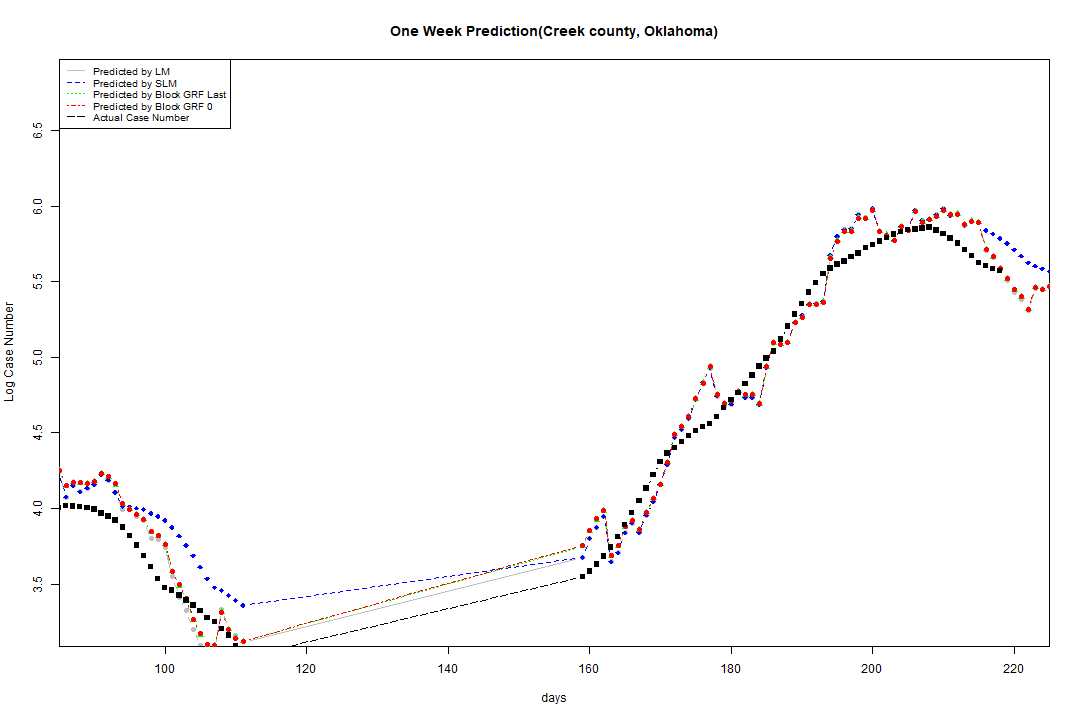 One Week Prediction(Creek county, Oklahoma)
Predicted by LM
Predicted by SLM
Predicted by Block GRF Last
Predicted by Block GRF 0
Actual Case Number
6.5
6.0
5.5
5.0
4.5
4.0
3.5
Log Case Number
100 120 140 160 180 200 220
days